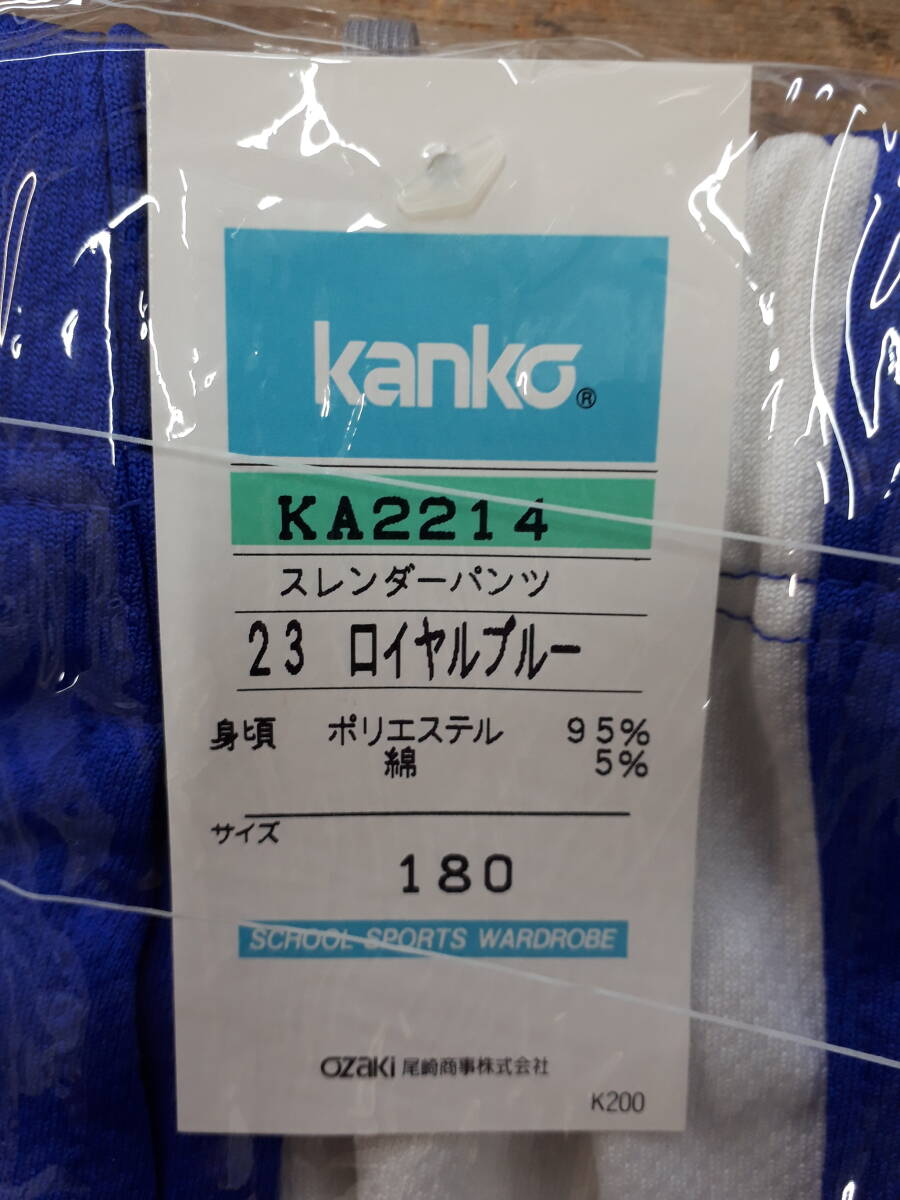 kanko®
KA2214
スレンダーパンツ
23 ロイヤルブルー
身頃 ポリエステル 95%
綿 5%
サイズ
180
SCHOOL SPORTS WARDROBE
OZAKI 尾崎商事株式会社
K200